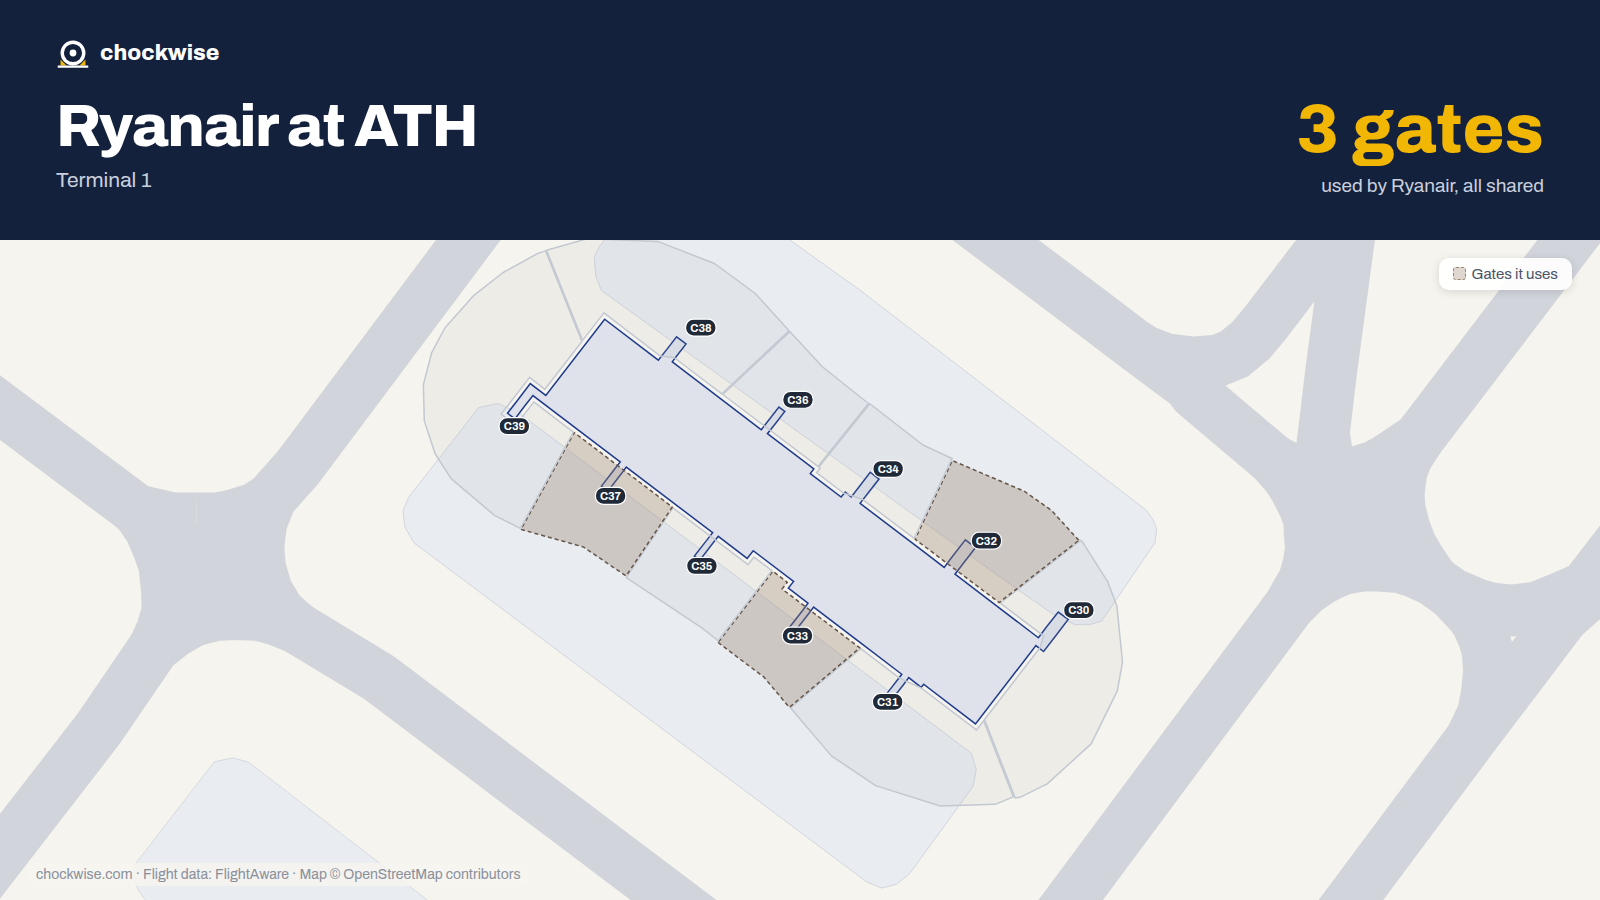 chockwise
Ryanair at ATH
Terminal 1
3 gates
used by Ryanair, all shared
Gates it uses
C38
C36
C39
C34
C37
C32
C35
C30
C33
C31
chockwise.com · Flight data: FlightAware · Map © OpenStreetMap contributors